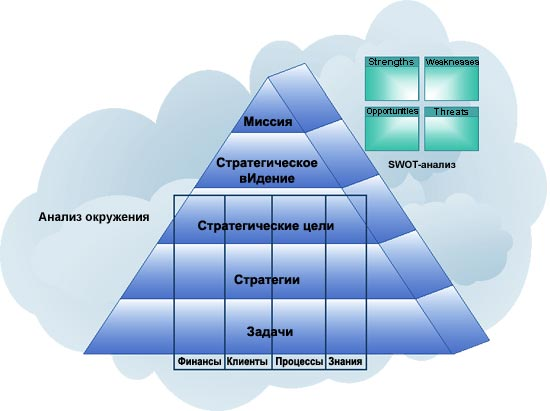 Strengths Weaknesses
Opportunities Threats
SWOT-анализ
Миссия
Стратегическое
вИдение
Анализ окружения
Стратегические цели
Стратегии
Задачи
Финансы Клиенты Процессы Знания